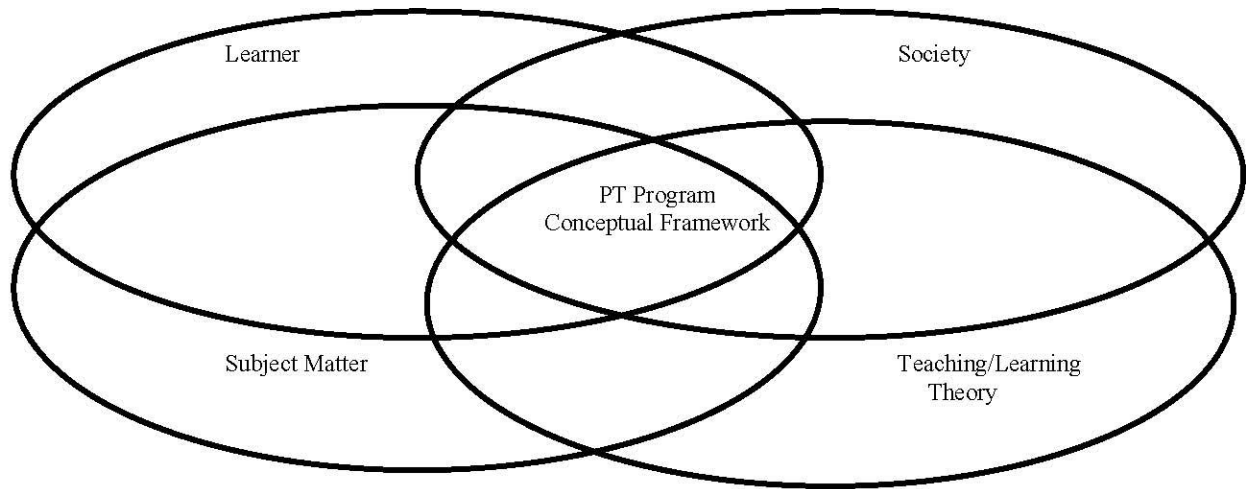 Learner
Society
PT Program
Conceptual Framework
Subject Matter
Teaching/Learning
Theory